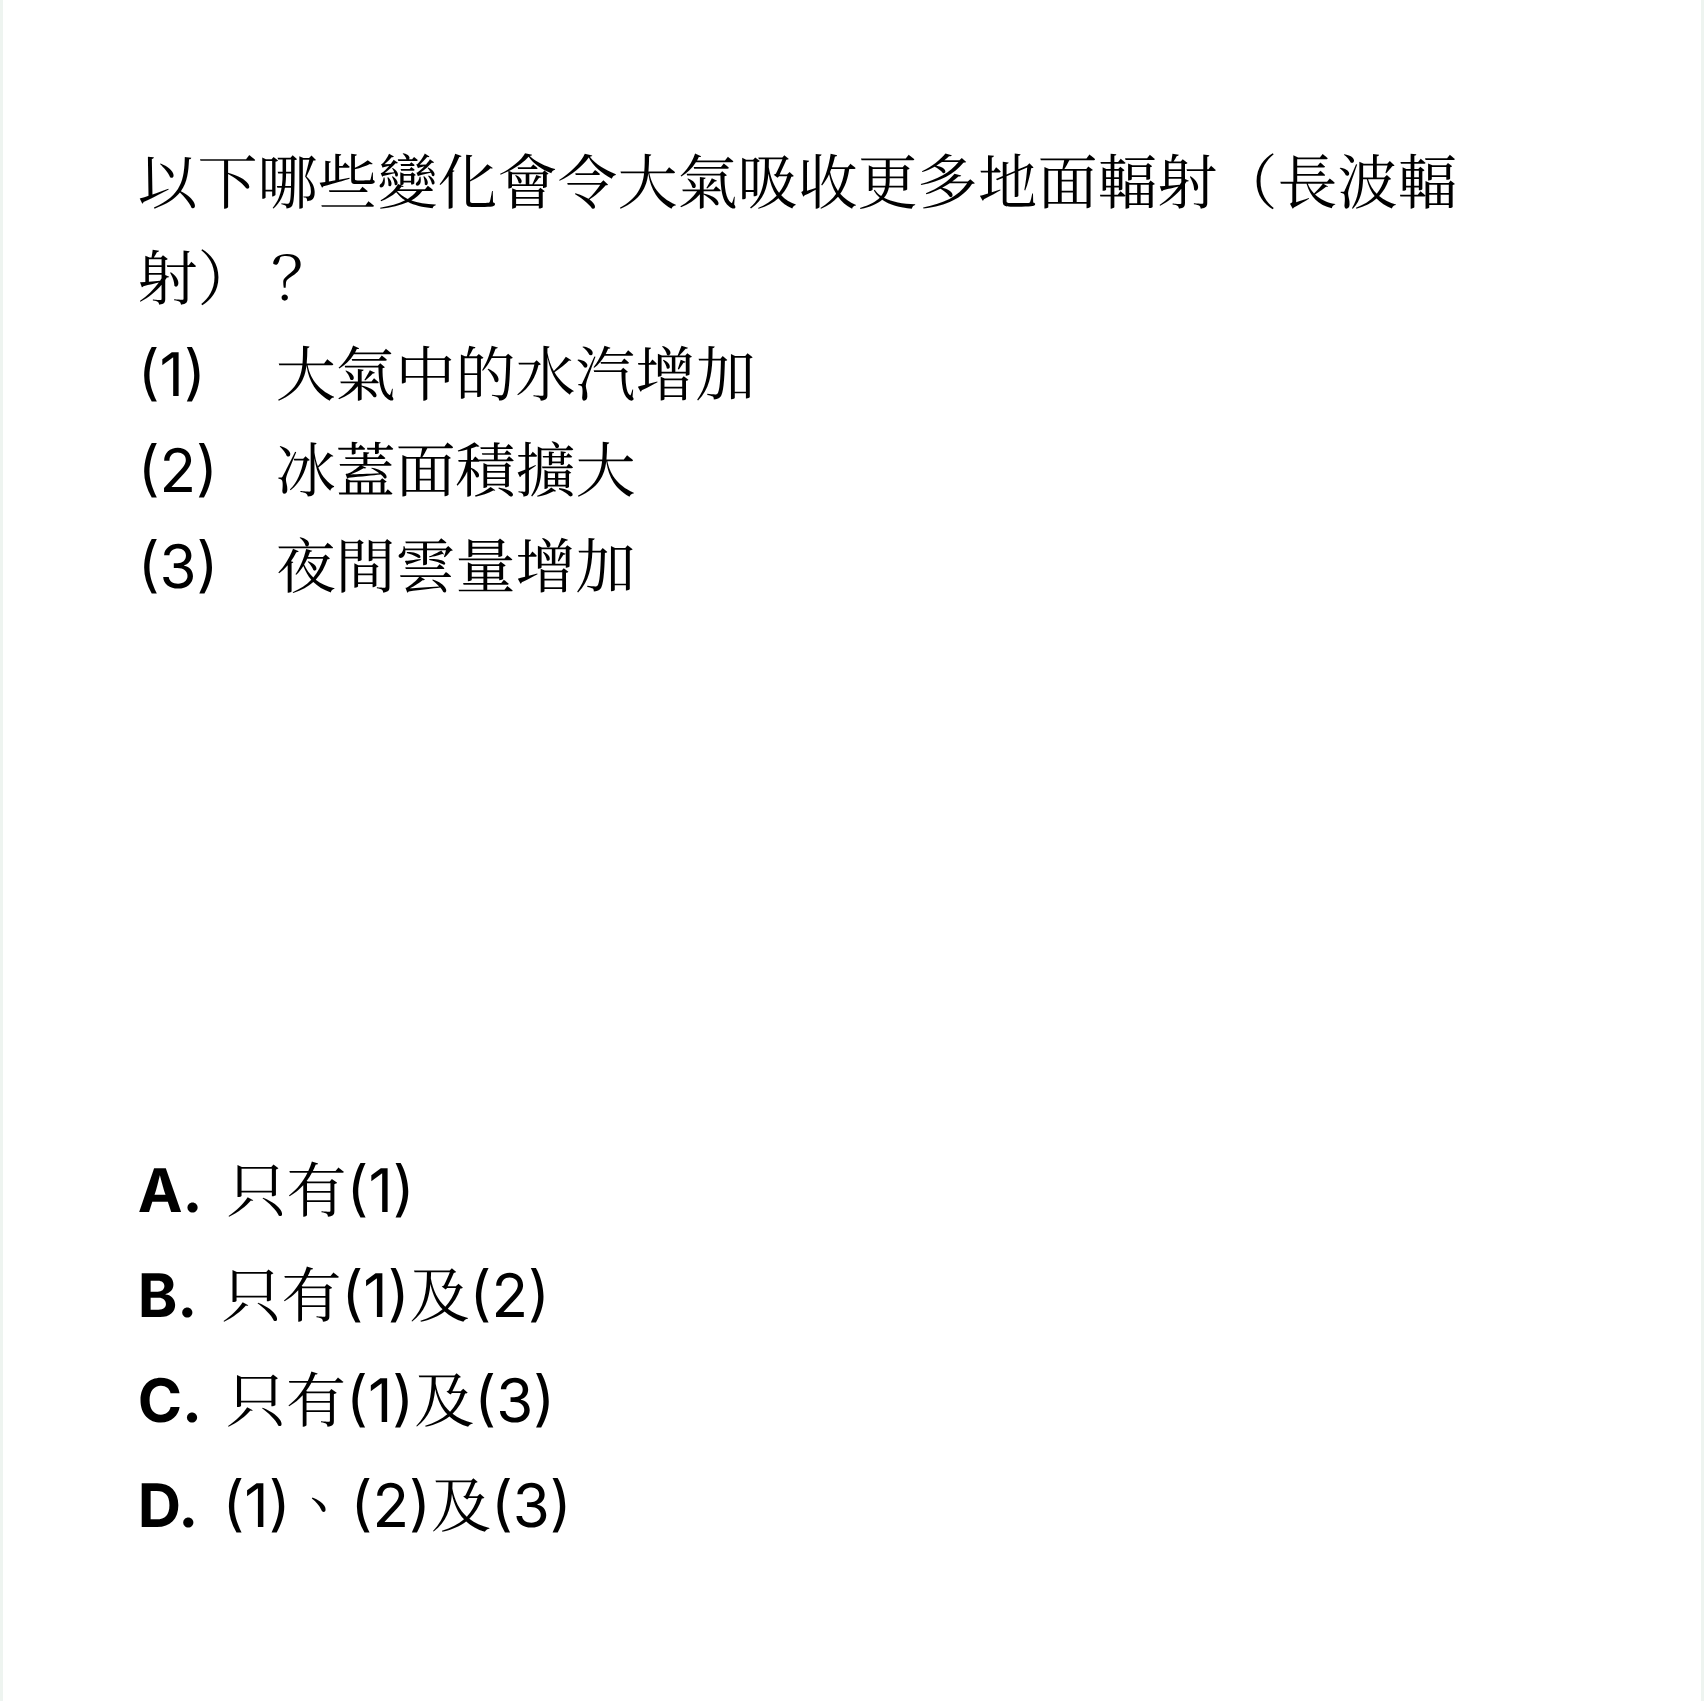 以下哪些變化會令大氣吸收更多地面輻射（長波輻
射）？
(1) 大氣中的水汽增加
(2) 冰蓋面積擴大
(3) 夜間雲量增加
A. 只有(1)
B. 只有(1)及(2)
C. 只有(1)及(3)
D. (1)、(2)及(3)